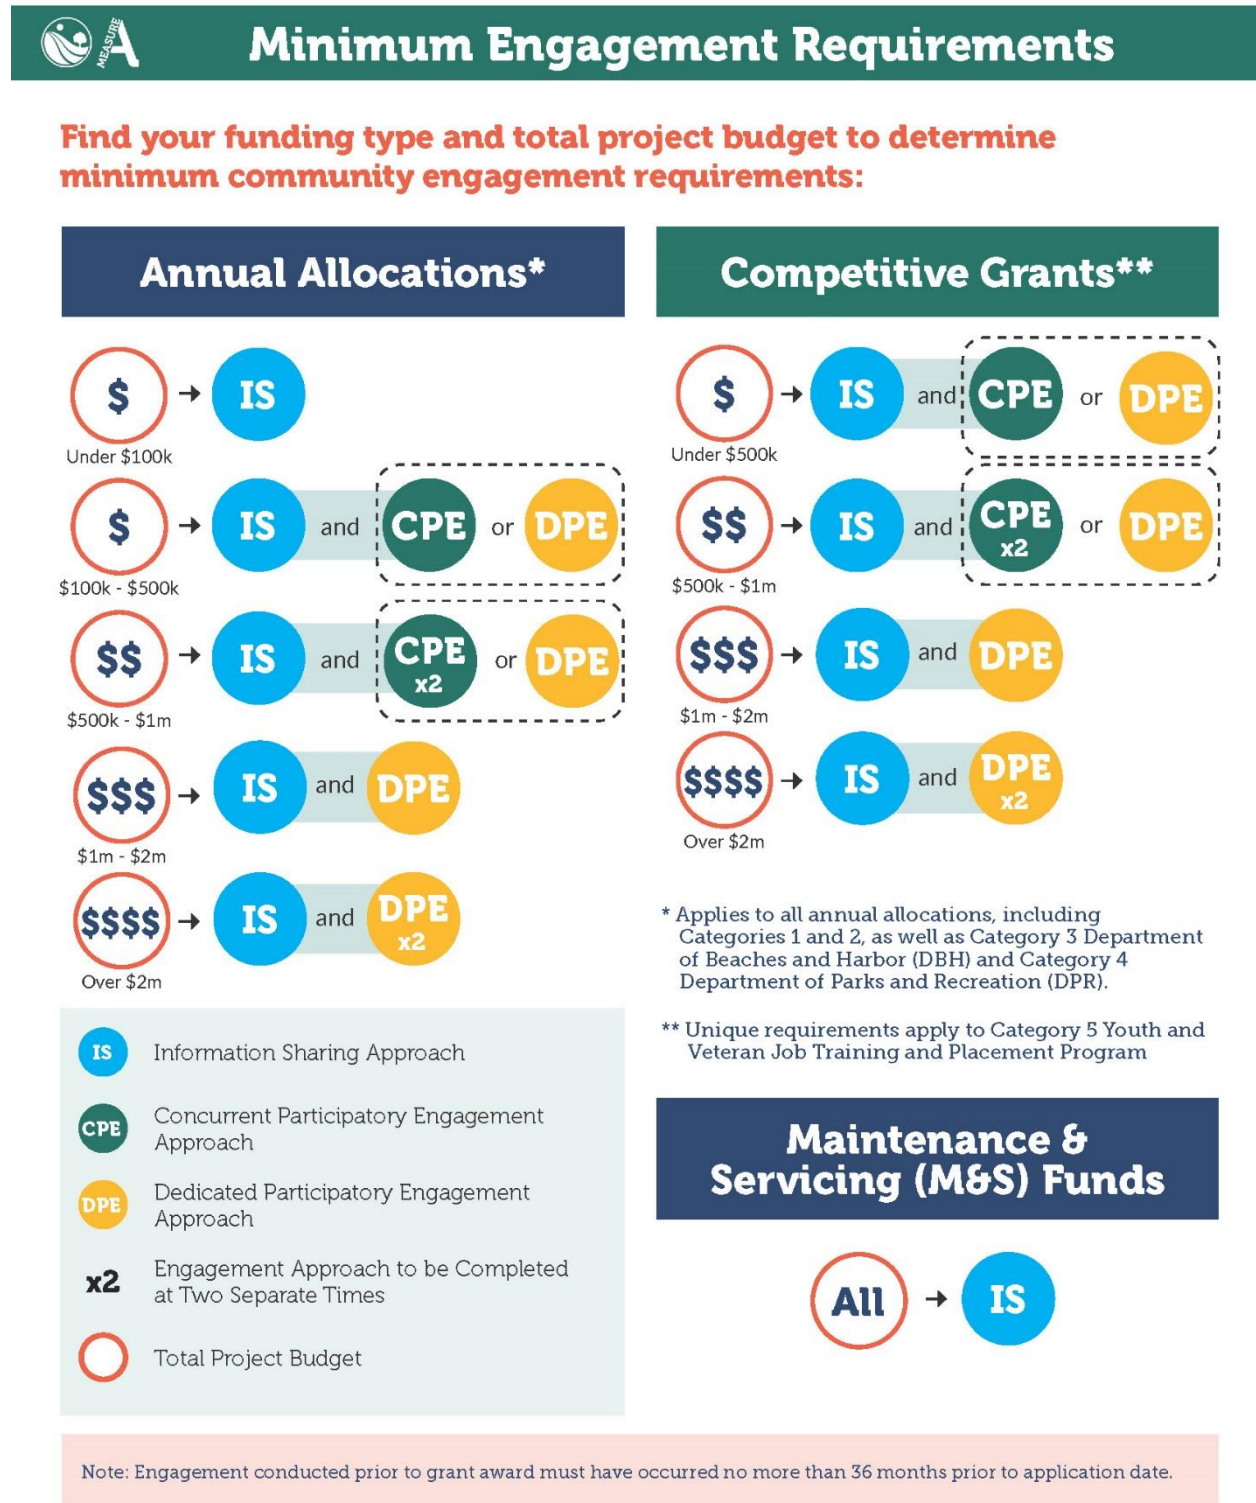 MEASURE A
Minimum Engagement Requirements
Find your funding type and total project budget to determine
minimum community engagement requirements:
Annual Allocations*
$ → IS
Under $100k
$ → IS and CPE or DPE
$100k - $500k
$$ → IS and CPE x2 or DPE
$500k - $1m
$$$ → IS and DPE
$1m - $2m
$$$$ → IS and DPE x2
Over $2m
IS Information Sharing Approach
CPE Concurrent Participatory Engagement
Approach
DPE Dedicated Participatory Engagement
Approach
x2 Engagement Approach to be Completed
at Two Separate Times
Total Project Budget
Competitive Grants**
$ → IS and CPE or DPE
Under $500k
$$ → IS and CPE x2 or DPE
$500k - $1m
$$$ → IS and DPE
$1m - $2m
$$$$ → IS and DPE x2
Over $2m
* Applies to all annual allocations, including
Categories 1 and 2, as well as Category 3 Department
of Beaches and Harbor (DBH) and Category 4
Department of Parks and Recreation (DPR).
** Unique requirements apply to Category 5 Youth and
Veteran Job Training and Placement Program
Maintenance &
Servicing (M&S) Funds
All → IS
Note: Engagement conducted prior to grant award must have occurred no more than 36 months prior to application date.